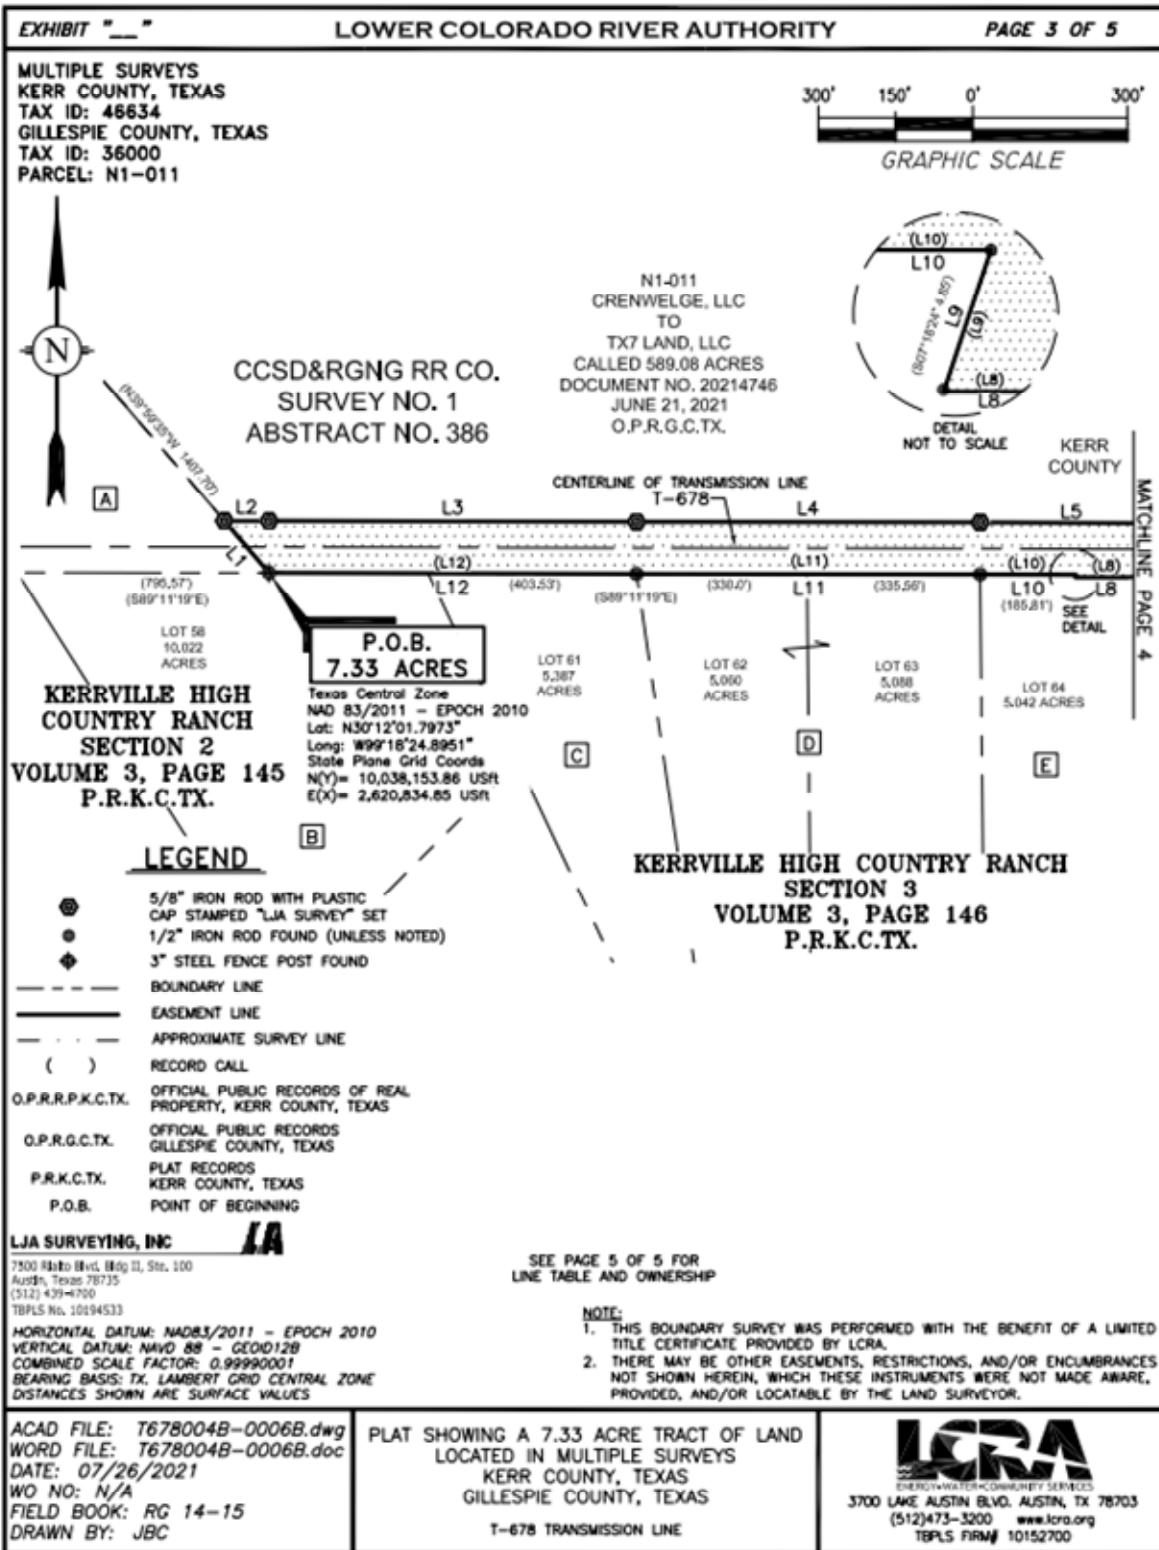 EXHIBIT "__"
LOWER COLORADO RIVER AUTHORITY
PAGE 3 OF 5
MULTIPLE SURVEYS
KERR COUNTY, TEXAS
TAX ID: 46634
GILLESPIE COUNTY, TEXAS
TAX ID: 36000
PARCEL: N1-011
300' 150' 0' 300'
GRAPHIC SCALE
N
(L10)
L10
(S07°18'24" 4.85')
L9
(L9)
(L8)
L8
DETAIL
NOT TO SCALE
N1-011
CRENWELGE, LLC
TO
TX7 LAND, LLC
CALLED 589.08 ACRES
DOCUMENT NO. 20214746
JUNE 21, 2021
O.P.R.G.C.TX.
CCSD&RGNG RR CO.
SURVEY NO. 1
ABSTRACT NO. 386
(N39°59'35"W 1407.70')
KERR
COUNTY
MATCHLINE PAGE 4
A
CENTERLINE OF TRANSMISSION LINE
T-678
L2
L3
L4
L5
L1
(L12)
(L11)
(L10)
(L8)
L12
L11
L10
L8
(795.57')
(S89°11'19"E)
(403.53')
(S89°11'19"E)
(330.0')
(335.56')
(185.81')
SEE
DETAIL
LOT 58
10.022
ACRES
P.O.B.
7.33 ACRES
LOT 61
5.387
ACRES
LOT 62
5.060
ACRES
LOT 63
5.088
ACRES
LOT 64
5.042 ACRES
KERRVILLE HIGH
COUNTRY RANCH
SECTION 2
VOLUME 3, PAGE 145
P.R.K.C.TX.
Texas Central Zone
NAD 83/2011 - EPOCH 2010
Lat: N30°12'01.7973"
Long: W99°18'24.8951"
State Plane Grid Coords
N(Y)= 10,038,153.86 USft
E(X)= 2,620,834.85 USft
B
C
D
E
KERRVILLE HIGH COUNTRY RANCH
SECTION 3
VOLUME 3, PAGE 146
P.R.K.C.TX.
LEGEND
5/8" IRON ROD WITH PLASTIC
CAP STAMPED "LJA SURVEY" SET
1/2" IRON ROD FOUND (UNLESS NOTED)
3" STEEL FENCE POST FOUND
BOUNDARY LINE
EASEMENT LINE
APPROXIMATE SURVEY LINE
( ) RECORD CALL
O.P.R.R.P.K.C.TX. OFFICIAL PUBLIC RECORDS OF REAL
PROPERTY, KERR COUNTY, TEXAS
O.P.R.G.C.TX. OFFICIAL PUBLIC RECORDS
GILLESPIE COUNTY, TEXAS
P.R.K.C.TX. PLAT RECORDS
KERR COUNTY, TEXAS
P.O.B. POINT OF BEGINNING
LJA SURVEYING, INC
7500 Rialto Blvd, Bldg II, Ste. 100
Austin, Texas 78735
(512) 439-4700
TBPLS No. 10194533
HORIZONTAL DATUM: NAD83/2011 - EPOCH 2010
VERTICAL DATUM: NAVD 88 - GEOID12B
COMBINED SCALE FACTOR: 0.99990001
BEARING BASIS: TX. LAMBERT GRID CENTRAL ZONE
DISTANCES SHOWN ARE SURFACE VALUES
SEE PAGE 5 OF 5 FOR
LINE TABLE AND OWNERSHIP
NOTE:
1. THIS BOUNDARY SURVEY WAS PERFORMED WITH THE BENEFIT OF A LIMITED
TITLE CERTIFICATE PROVIDED BY LCRA.
2. THERE MAY BE OTHER EASEMENTS, RESTRICTIONS, AND/OR ENCUMBRANCES
NOT SHOWN HEREIN, WHICH THESE INSTRUMENTS WERE NOT MADE AWARE,
PROVIDED, AND/OR LOCATABLE BY THE LAND SURVEYOR.
ACAD FILE: T678004B-0006B.dwg
WORD FILE: T678004B-0006B.doc
DATE: 07/26/2021
WO NO: N/A
FIELD BOOK: RG 14-15
DRAWN BY: JBC
PLAT SHOWING A 7.33 ACRE TRACT OF LAND
LOCATED IN MULTIPLE SURVEYS
KERR COUNTY, TEXAS
GILLESPIE COUNTY, TEXAS
T-678 TRANSMISSION LINE
LCRA
ENERGY•WATER•COMMUNITY SERVICES
3700 LAKE AUSTIN BLVD. AUSTIN, TX 78703
(512)473-3200 www.lcra.org
TBPLS FIRM# 10152700